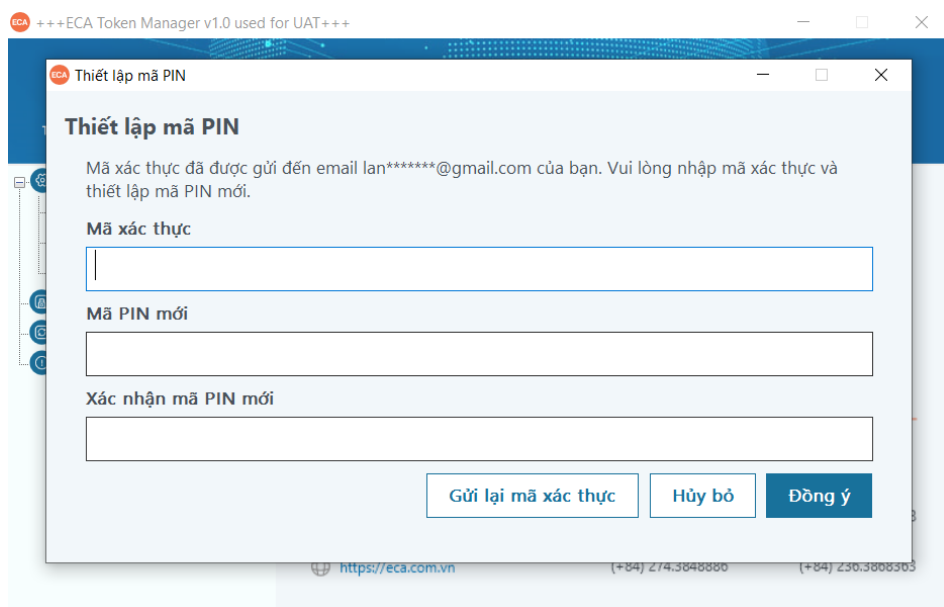 ECA +++ECA Token Manager v1.0 used for UAT+++
ECA Thiết lập mã PIN
Thiết lập mã PIN
Mã xác thực đã được gửi đến email lan*******@gmail.com của bạn. Vui lòng nhập mã xác thực và
thiết lập mã PIN mới.
Mã xác thực
Mã PIN mới
Xác nhận mã PIN mới
Gửi lại mã xác thực
Hủy bỏ
Đồng ý
https://eca.com.vn
(+84) 274.3848886
(+84) 236.3868363